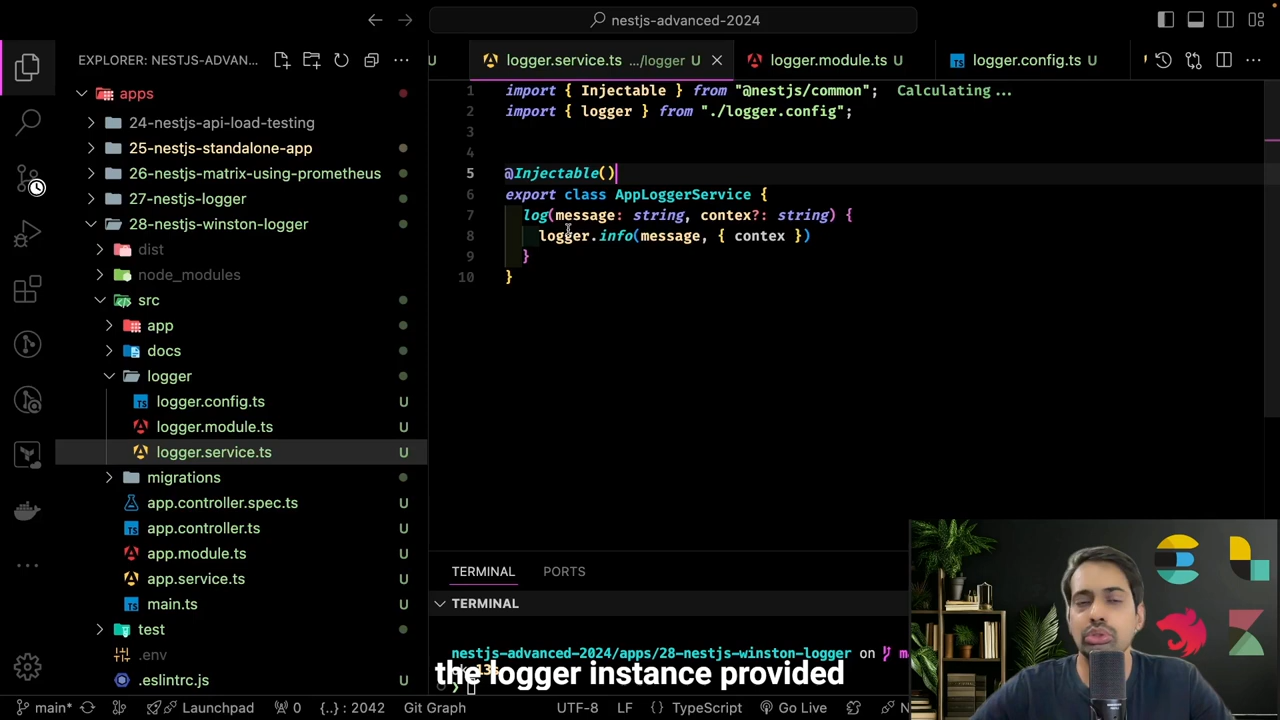 nestjs-advanced-2024
EXPLORER: NESTJS-ADVAN...
apps
24-nestjs-api-load-testing
25-nestjs-standalone-app
26-nestjs-matrix-using-prometheus
27-nestjs-logger
28-nestjs-winston-logger
dist
node_modules
src
app
docs
logger
logger.config.ts U
logger.module.ts U
logger.service.ts U
migrations
app.controller.spec.ts U
app.controller.ts U
app.module.ts U
app.service.ts U
main.ts U
test
.env
.eslintrc.js U
U logger.service.ts .../logger U logger.module.ts U logger.config.ts U
1 import { Injectable } from "@nestjs/common"; Calculating...
2 import { logger } from "./logger.config";
3
4
5 @Injectable()
6 export class AppLoggerService {
7 log(message: string, contex?: string) {
8 logger.info(message, { contex })
9 }
10 }
TERMINAL PORTS
TERMINAL
nestjs-advanced-2024/apps/28-nestjs-winston-logger on
the logger instance provided
main* Launchpad 0 {..} : 2042 Git Graph UTF-8 LF {} TypeScript Go Live